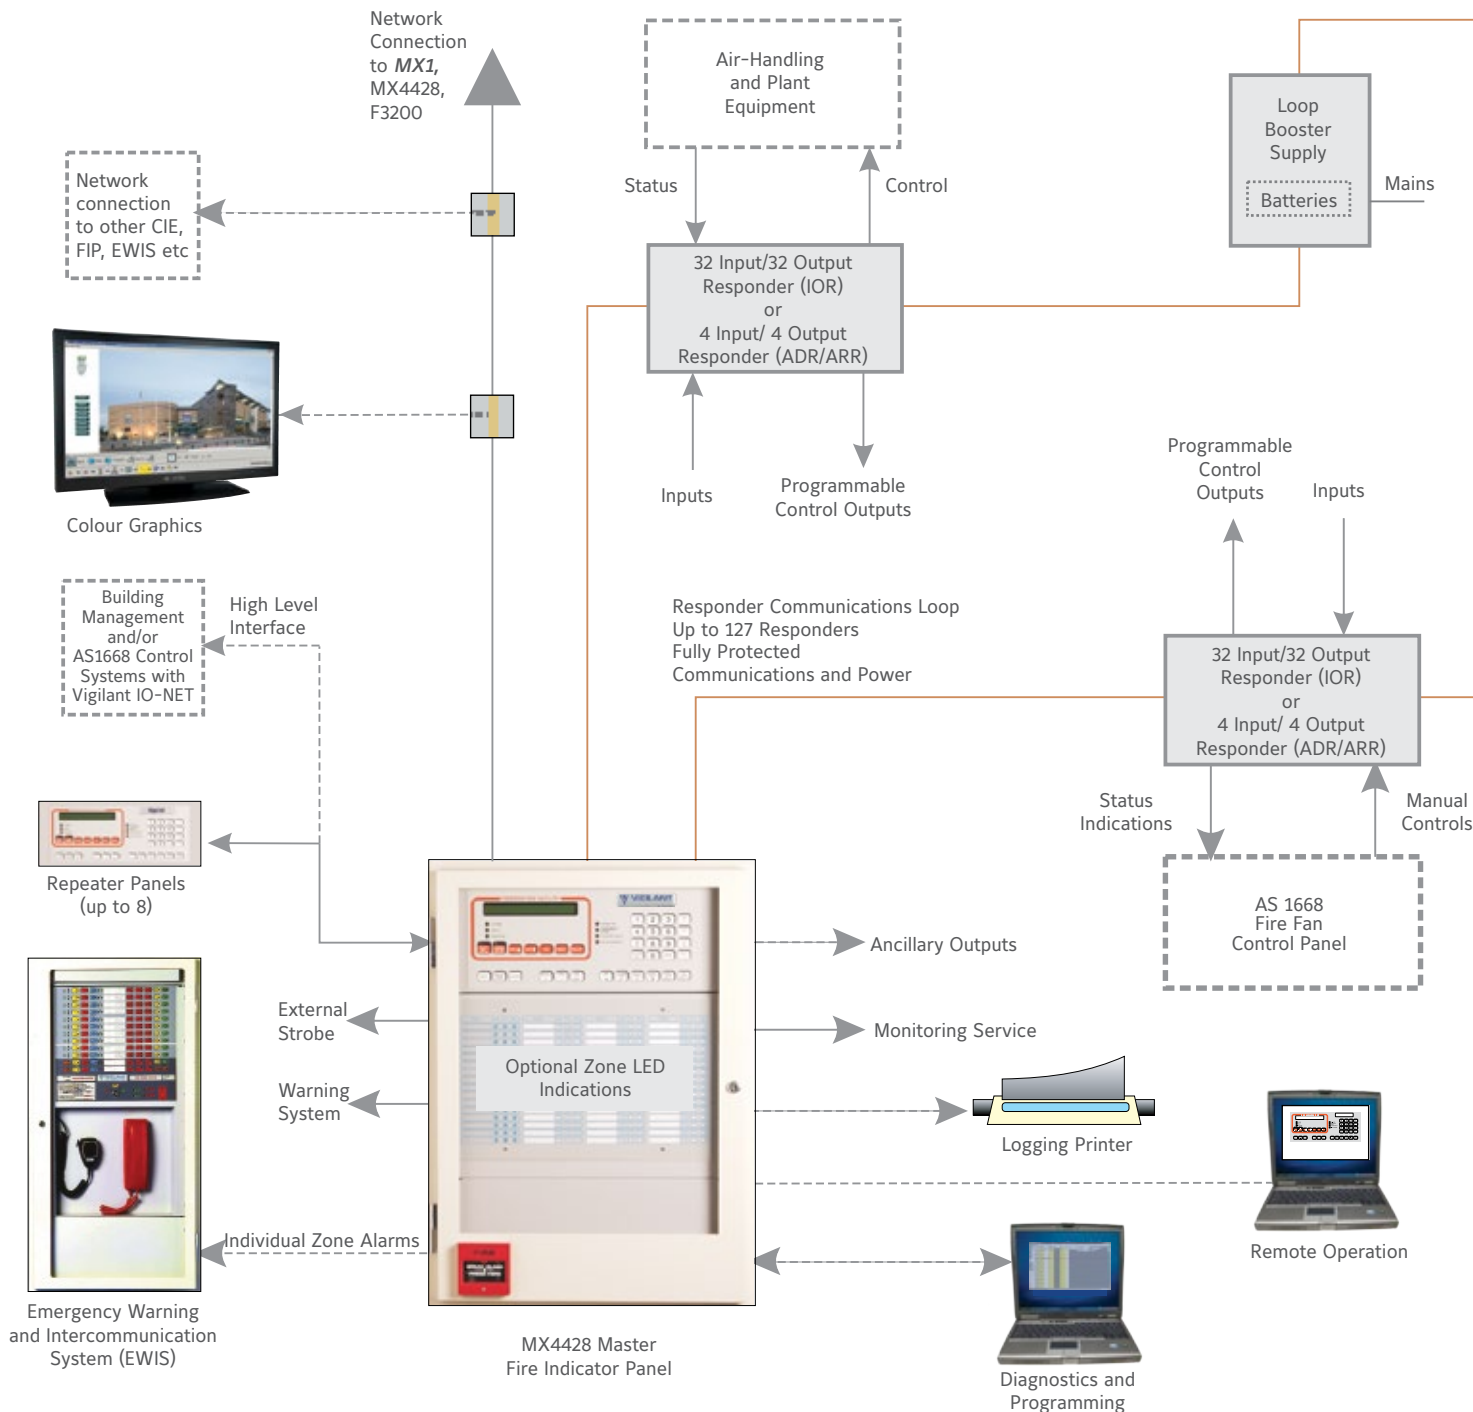 Network
Connection
to MX1,
MX4428,
F3200
Air-Handling
and Plant
Equipment
Loop
Booster
Supply
Batteries
Mains
Network
connection
to other CIE,
FIP, EWIS etc
Status
Control
32 Input/32 Output
Responder (IOR)
or
4 Input/ 4 Output
Responder (ADR/ARR)
Inputs
Programmable
Control Outputs
Colour Graphics
Programmable
Control
Outputs
Inputs
Building
Management
and/or
AS1668 Control
Systems with
Vigilant IO-NET
High Level
Interface
Responder Communications Loop
Up to 127 Responders
Fully Protected
Communications and Power
32 Input/32 Output
Responder (IOR)
or
4 Input/ 4 Output
Responder (ADR/ARR)
Status
Indications
Manual
Controls
AS 1668
Fire Fan
Control Panel
Repeater Panels
(up to 8)
VIGILANT
Ancillary Outputs
External
Strobe
Monitoring Service
Optional Zone LED
Indications
Warning
System
Logging Printer
Remote Operation
Individual Zone Alarms
Emergency Warning
and Intercommunication
System (EWIS)
MX4428 Master
Fire Indicator Panel
Diagnostics and
Programming